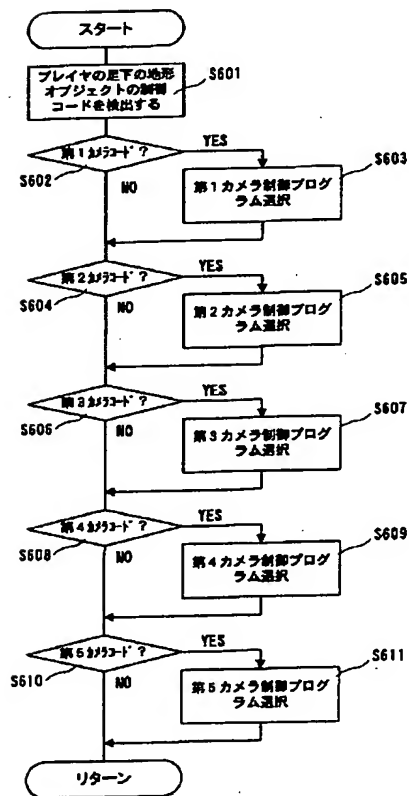 スタート
プレイヤの足下の地形
オブジェクトの制御
コードを検出する
S601
第1カメラコード?
YES
S602
NO
第1カメラ制御プログ
ラム選択
S603
第2カメラコード?
YES
S604
NO
第2カメラ制御プログ
ラム選択
S605
第3カメラコード?
YES
S606
NO
第3カメラ制御プログ
ラム選択
S607
第4カメラコード?
YES
S608
NO
第4カメラ制御プログ
ラム選択
S609
第5カメラコード?
YES
S610
NO
第5カメラ制御プログ
ラム選択
S611
リターン